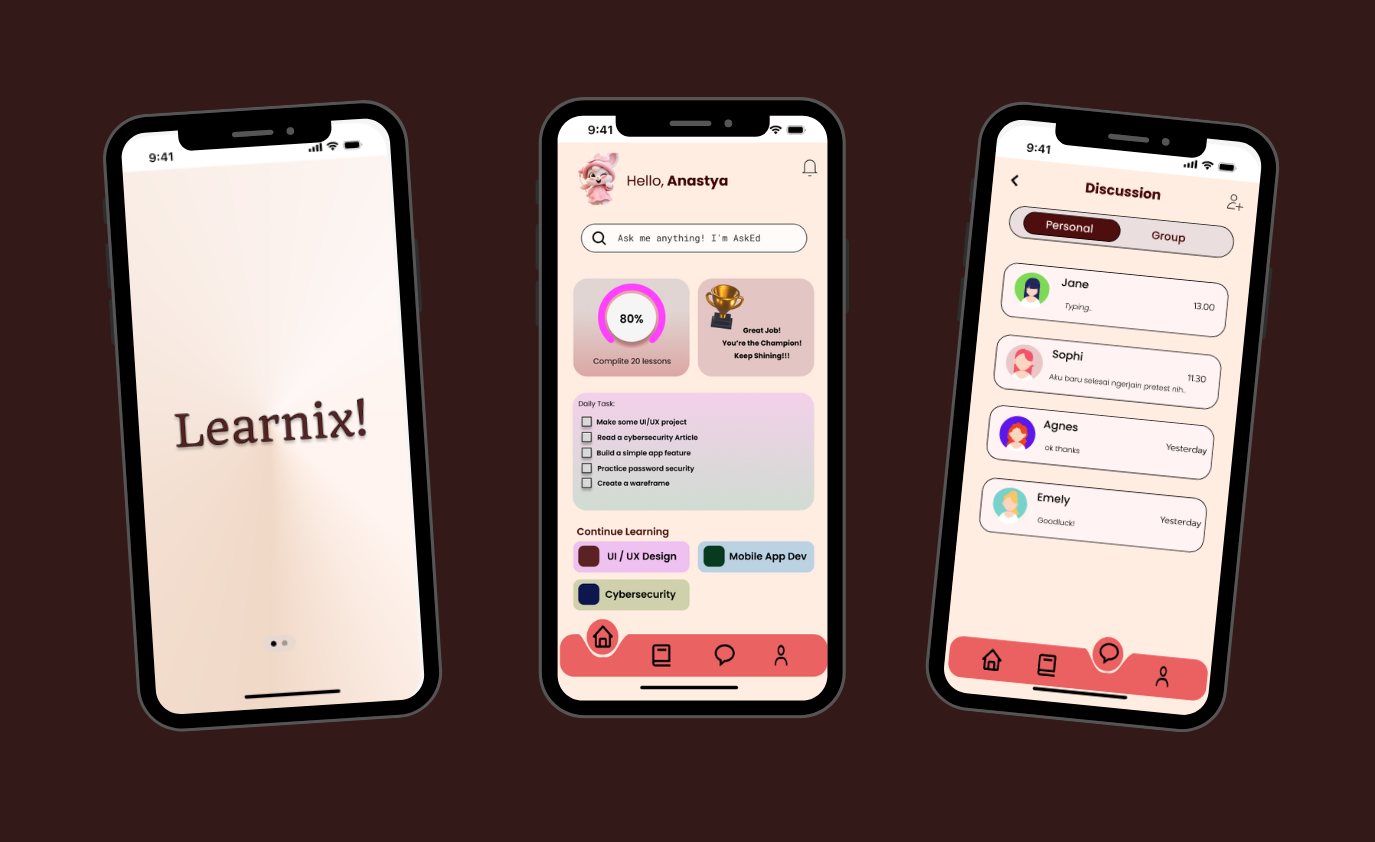 9:41
Learnix!
9:41
Hello, Anastya
Ask me anything! I'm AskEd
80%
Complite 20 lessons
Great Job!
You're the Champion!
Keep Shining!!!
Daily Task:
Make some UI/UX project
Read a cybersecurity Article
Build a simple app feature
Practice password security
Create a wareframe
Continue Learning
UI / UX Design
Mobile App Dev
Cybersecurity
9:41
Discussion
Personal
Group
Jane
Typing..
13.00
Sophi
Aku baru selesai ngerjain pretest nih..
11.30
Agnes
ok thanks
Yesterday
Emely
Goodluck!
Yesterday